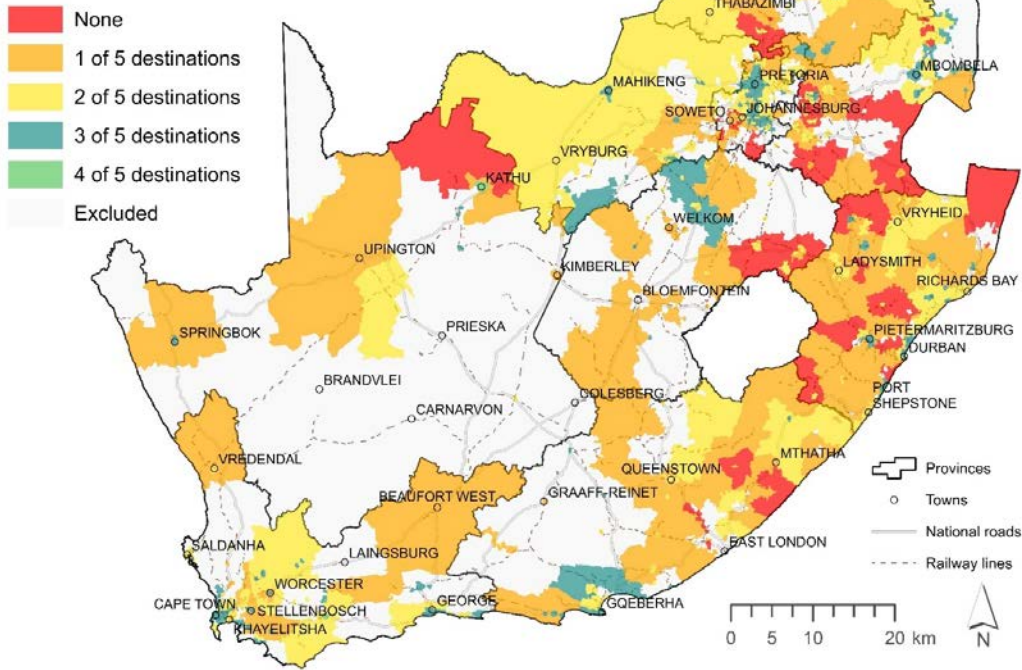 None
1 of 5 destinations
2 of 5 destinations
3 of 5 destinations
4 of 5 destinations
Excluded
THABAZIMBI
MBOMBELA
MAHIKENG
PRETORIA
SOWETO
JOHANNESBURG
VRYBURG
KATHU
WELKOM
VRYHEID
UPINGTON
LADYSMITH
KIMBERLEY
RICHARDS BAY
BLOEMFONTEIN
SPRINGBOK
PRIESKA
PIETERMARITZBURG
DURBAN
BRANDVLEI
COLESBERG
PORT
SHEPSTONE
CARNARVON
MTHATHA
VREDENDAL
QUEENSTOWN
BEAUFORT WEST
GRAAFF-REINET
SALDANHA
LAINGSBURG
EAST LONDON
WORCESTER
CAPE TOWN
STELLENBOSCH
GEORGE
GQEBERHA
KHAYELITSHA
Provinces
Towns
National roads
Railway lines
0 5 10 20 km
N